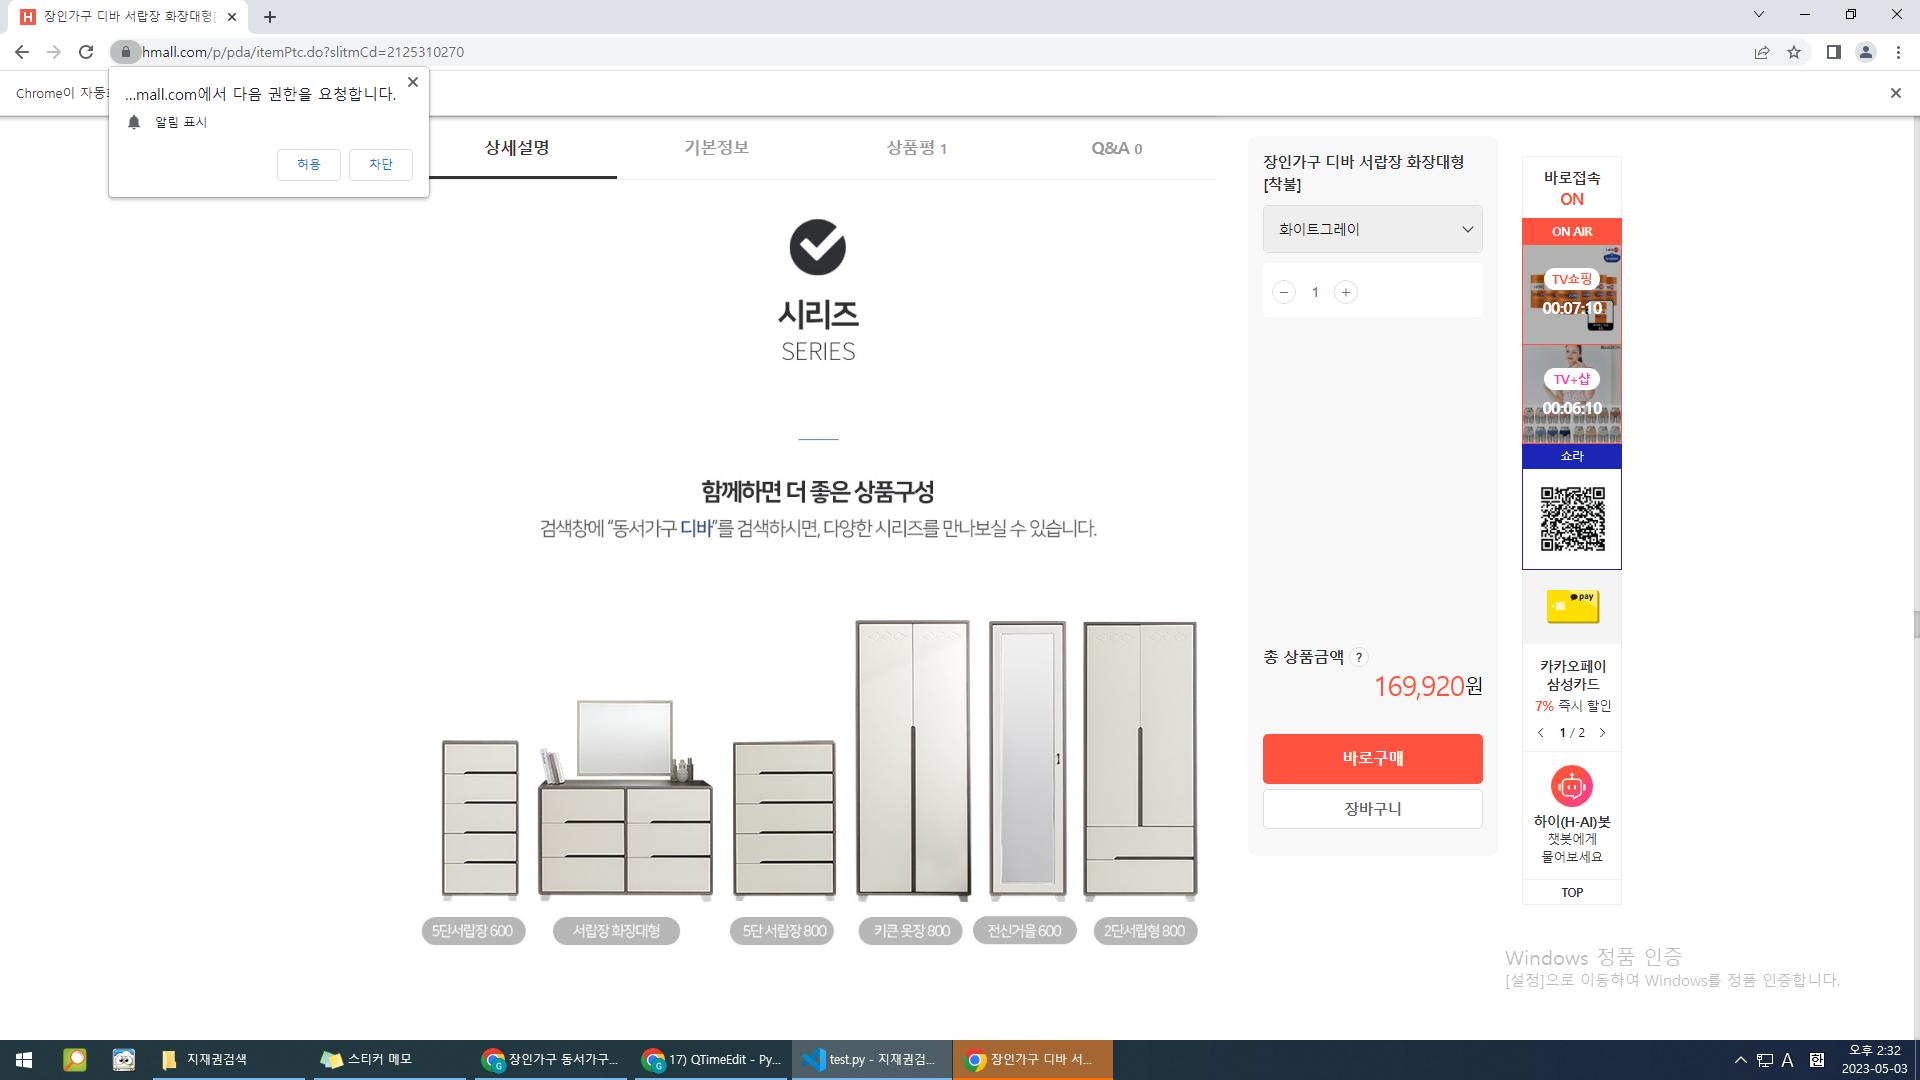 장인가구 디바 서랍장 화장대형[
hmall.com/p/pda/itemPtc.do?slitmCd=2125310270
Chrome이 자동
...mall.com에서 다음 권한을 요청합니다.
알림 표시
허용
차단
상세설명
기본정보
상품평 1
Q&A 0
시리즈
SERIES
함께하면 더 좋은 상품구성
검색창에 “동서가구 디바”를 검색하시면, 다양한 시리즈를 만나보실 수 있습니다.
5단서랍장 600
서랍장 화장대형
5단 서랍장 800
키큰 옷장 800
전신거울 600
2단서랍형 800
장인가구 디바 서랍장 화장대형
[착불]
화이트그레이
1
총 상품금액 ?
169,920원
바로구매
장바구니
바로접속
ON
ON AIR
TV쇼핑
00:07:10
TV+샵
00:06:10
쇼라
pay
카카오페이
삼성카드
7% 즉시 할인
1 / 2
하이(H-AI)봇
챗봇에게
물어보세요
TOP
Windows 정품 인증
[설정]으로 이동하여 Windows를 정품 인증합니다.
지재권검색
스티커 메모
장인가구 동서가구...
17) QTimeEdit - Py...
test.py - 지재권검...
장인가구 디바 서...
A
한
오후 2:32
2023-05-03